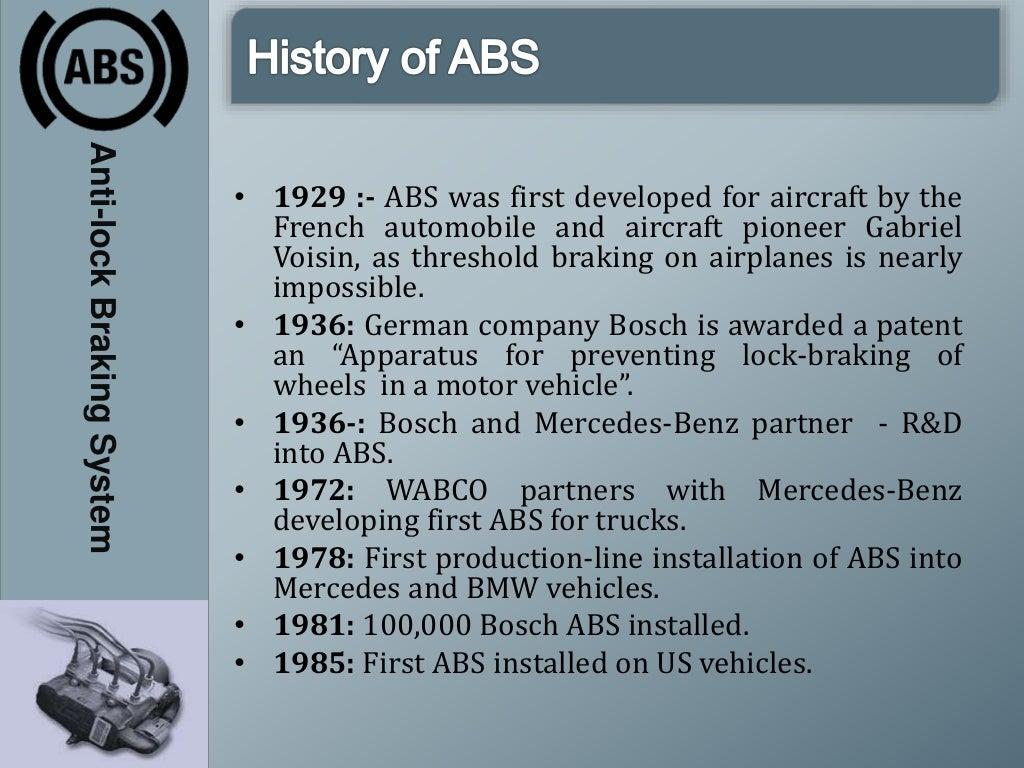 ABS
Anti-lock Braking System
History of ABS
• 1929 :- ABS was first developed for aircraft by the
French automobile and aircraft pioneer Gabriel
Voisin, as threshold braking on airplanes is nearly
impossible.
• 1936: German company Bosch is awarded a patent
an “Apparatus for preventing lock-braking of
wheels in a motor vehicle”.
• 1936-: Bosch and Mercedes-Benz partner - R&D
into ABS.
• 1972: WABCO partners with Mercedes-Benz
developing first ABS for trucks.
• 1978: First production-line installation of ABS into
Mercedes and BMW vehicles.
• 1981: 100,000 Bosch ABS installed.
• 1985: First ABS installed on US vehicles.